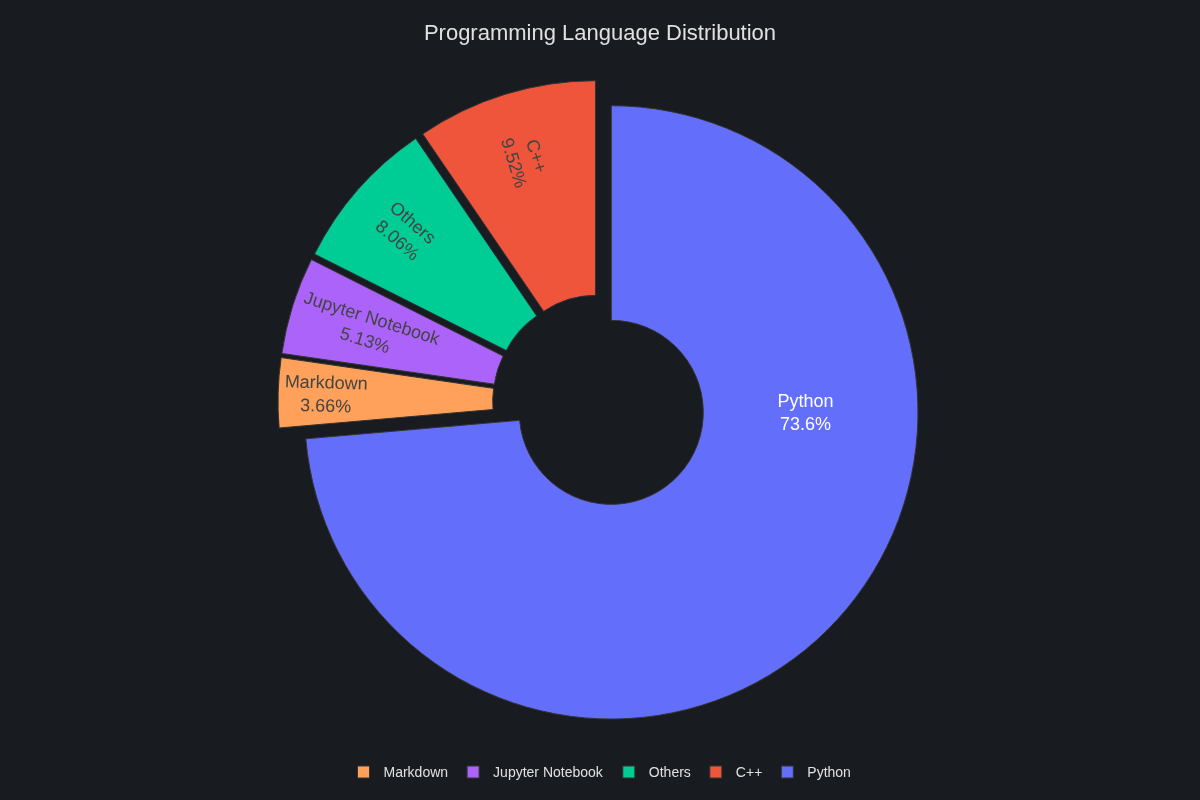 Programming Language Distribution
C++
9.52%
Others
8.06%
Jupyter Notebook
5.13%
Markdown
3.66%
Python
73.6%
Markdown
Jupyter Notebook
Others
C++
Python